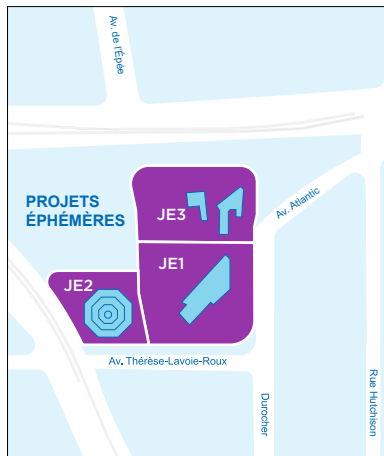 Av. de l'Épée
PROJETS
ÉPHÉMÈRES
JE3
Av. Atlantic
JE1
JE2
Av. Thérèse-Lavoie-Roux
Durocher
Rue Hutchison